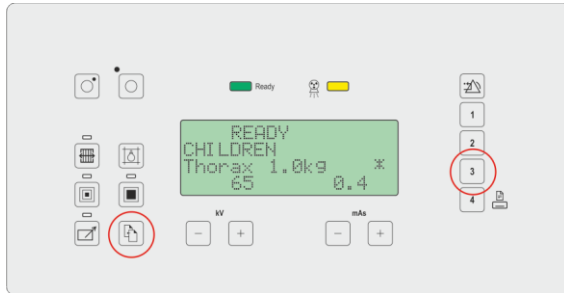 Ready
1
READY
CHILDREN
Thorax 1.0kg
65 0.4
2
3
4
kV
mAs
- +
- +